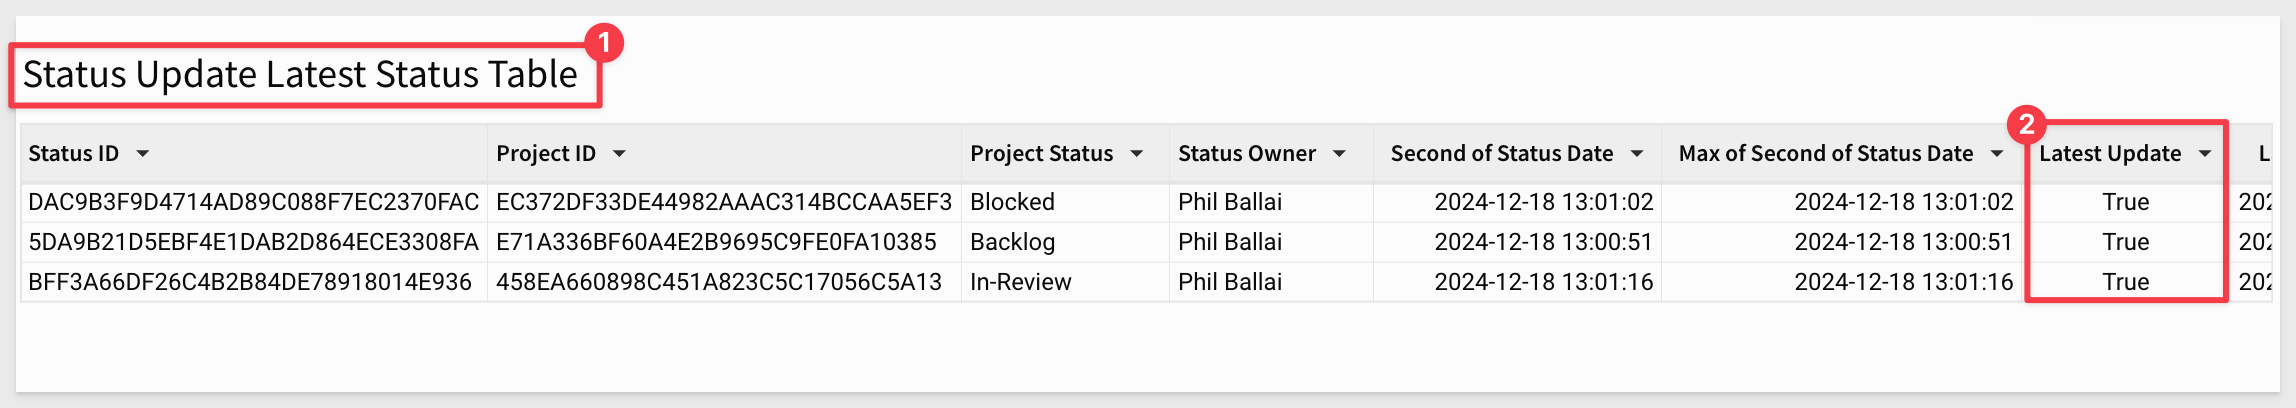 1
Status Update Latest Status Table
2
Status ID Project ID Project Status Status Owner Second of Status Date Max of Second of Status Date Latest Update L
DAC9B3F9D4714AD89C088F7EC2370FAC EC372DF33DE44982AAAC314BCCAA5EF3 Blocked Phil Ballai 2024-12-18 13:01:02 2024-12-18 13:01:02 True 202
5DA9B21D5EBF4E1DAB2D864ECE3308FA E71A336BF60A4E2B9695C9FE0FA10385 Backlog Phil Ballai 2024-12-18 13:00:51 2024-12-18 13:00:51 True 202
BFF3A66DF26C4B2B84DE78918014E936 458EA660898C451A823C5C17056C5A13 In-Review Phil Ballai 2024-12-18 13:01:16 2024-12-18 13:01:16 True 202